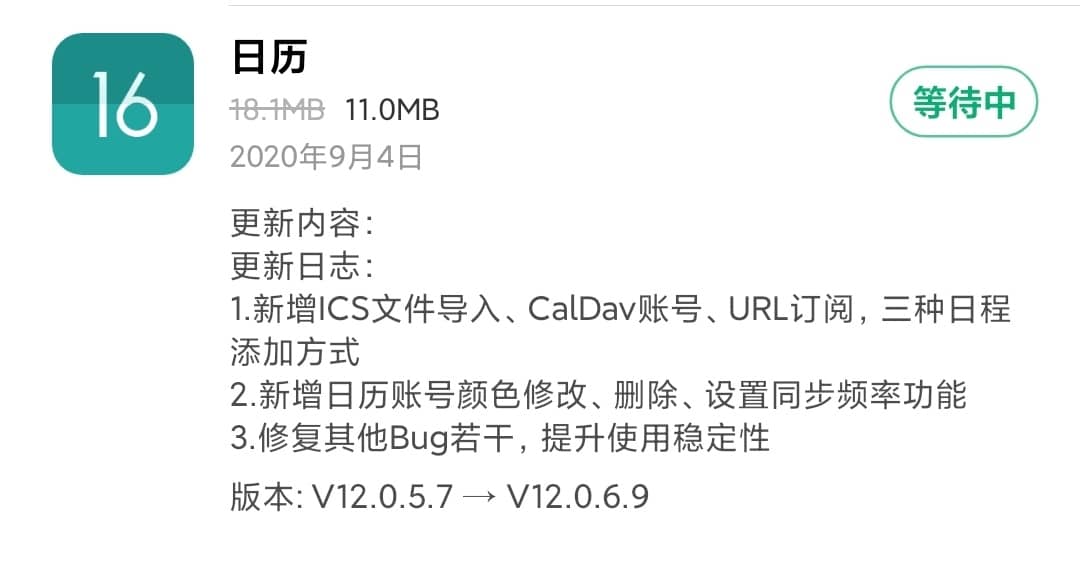 16
日历
18.1MB 11.0MB
等待中
2020年9月4日
更新内容：
更新日志：
1.新增ICS文件导入、CalDav账号、URL订阅，三种日程
添加方式
2.新增日历账号颜色修改、删除、设置同步频率功能
3.修复其他Bug若干，提升使用稳定性
版本: V12.0.5.7 → V12.0.6.9